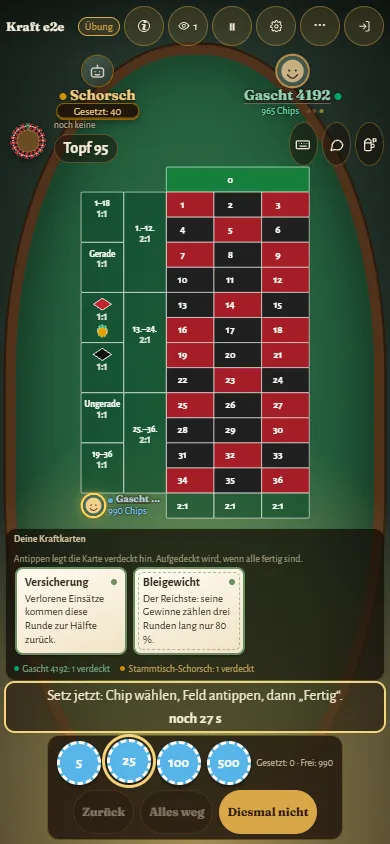 Kraft e2e
Übung
1
Schorsch
Gesetzt: 40
noch keine
Topf 95
Gascht 4192
965 Chips
0
1–18
1:1
1.–12.
2:1
1 2 3
4 5 6
Gerade
1:1
7 8 9
10 11 12
1:1
13.–24.
2:1
13 14 15
16 17 18
1:1
19 20 21
22 23 24
Ungerade
1:1
25.–36.
2:1
25 26 27
28 29 30
19–36
1:1
31 32 33
34 35 36
Gascht ...
990 Chips
2:1 2:1 2:1
Deine Kraftkarten
Antippen legt die Karte verdeckt hin. Aufgedeckt wird, wenn alle fertig sind.
Versicherung
Verlorene Einsätze
kommen diese
Runde zur Hälfte
zurück.
Bleigewicht
Der Reichste: seine
Gewinne zählen drei
Runden lang nur 80
%.
Gascht 4192: 1 verdeckt
Stammtisch-Schorsch: 1 verdeckt
Setz jetzt: Chip wählen, Feld antippen, dann „Fertig“.
noch 27 s
5 25 100 500
Gesetzt: 0 · Frei: 990
Zurück
Alles weg
Diesmal nicht